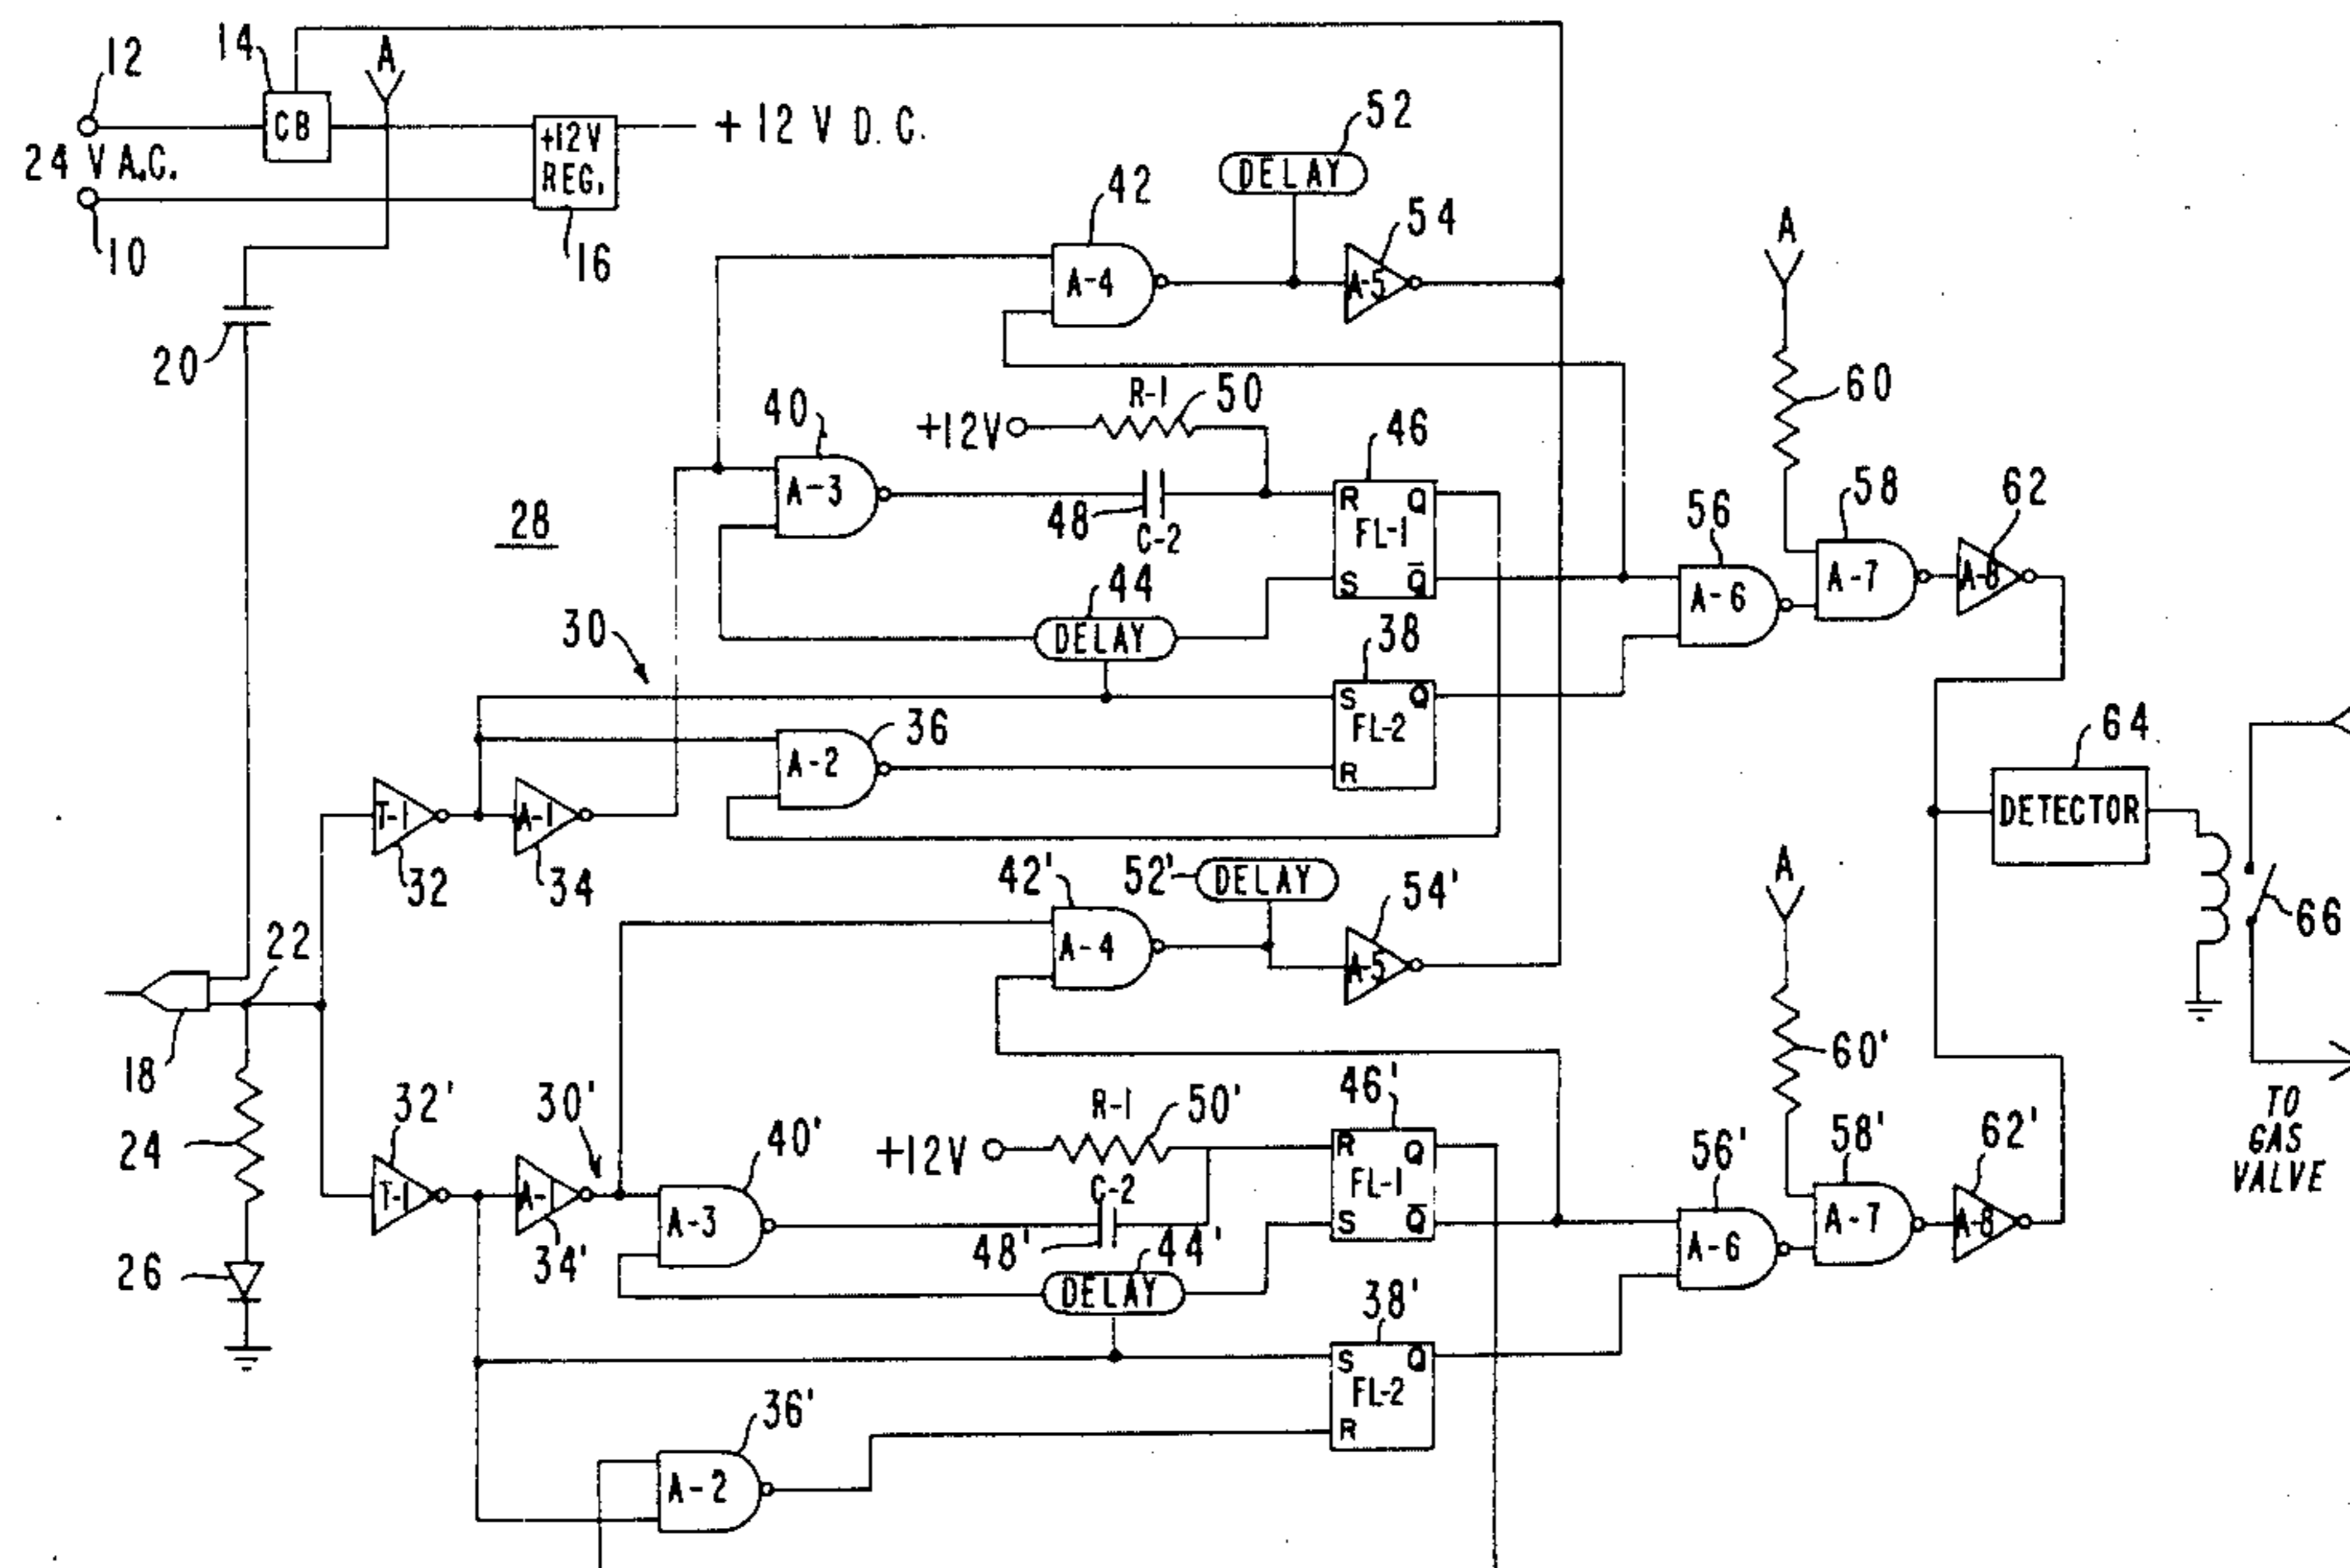 14
A
12
CB
+12V
REG.
+12 V D.C.
24 V A.C.
10
16
52
DELAY
42
54
A-4
A-5
A
20
60
R-1
50
40
+12V
46
A-3
48
C-2
R Q
FL-1
S Q̄
28
56
58
62
A-6
A-7
A-8
44
DELAY
30
38
S Q
FL-2
R
36
A-2
64
DETECTOR
T-1
A-1
32
34
42'
52'
DELAY
54'
A
66
22
A-4
A-5
18
60'
32'
30'
R-1
50'
46'
TO
GAS
VALVE
24
40'
+12V
C-2
R Q
FL-1
S Q̄
56'
58'
62'
T-1
A-1
A-3
48'
44'
A-6
A-7
A-8
34'
26
DELAY
38'
S Q
FL-2
R
36'
A-2